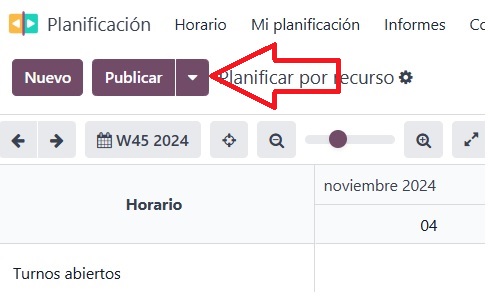 Planificación Horario Mi planificación Informes Co
Nuevo Publicar Planificar por recurso
W45 2024
noviembre 2024
Horario
04
Turnos abiertos